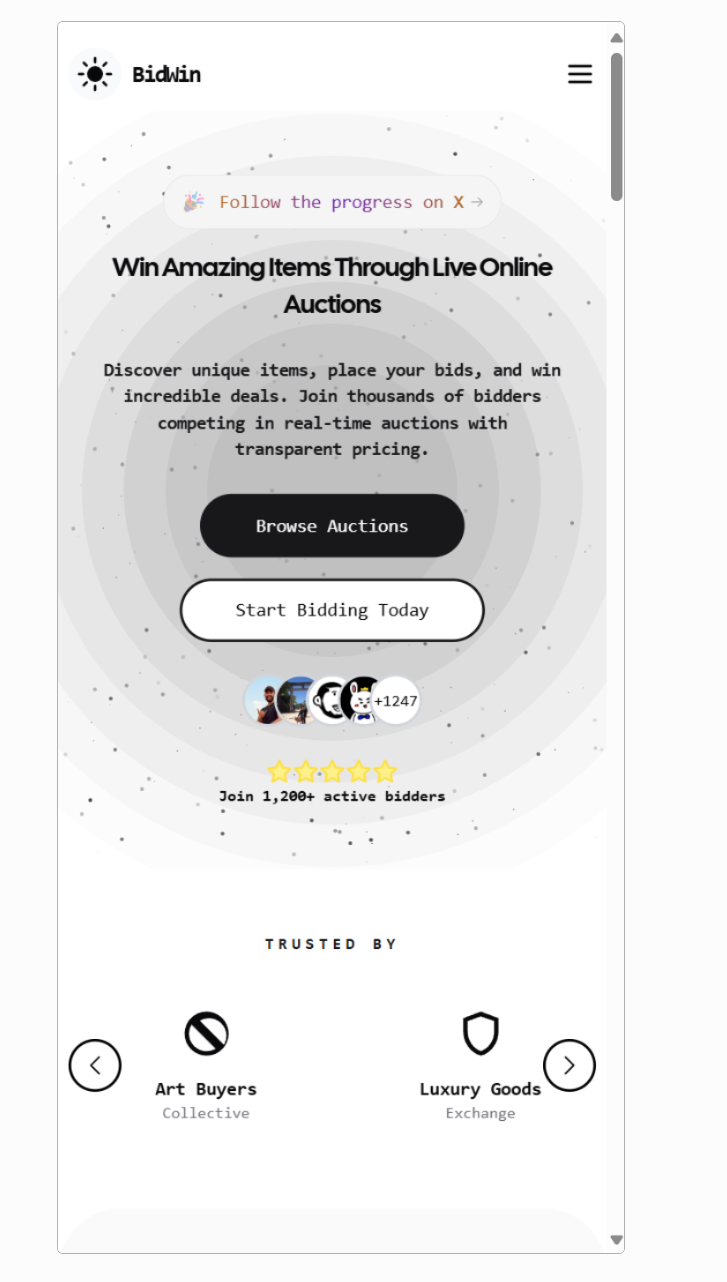 BidWin
🎉 Follow the progress on X →
Win Amazing Items Through Live Online
Auctions
Discover unique items, place your bids, and win
incredible deals. Join thousands of bidders
competing in real-time auctions with
transparent pricing.
Browse Auctions
Start Bidding Today
+1247
Join 1,200+ active bidders
TRUSTED BY
Art Buyers
Collective
Luxury Goods
Exchange